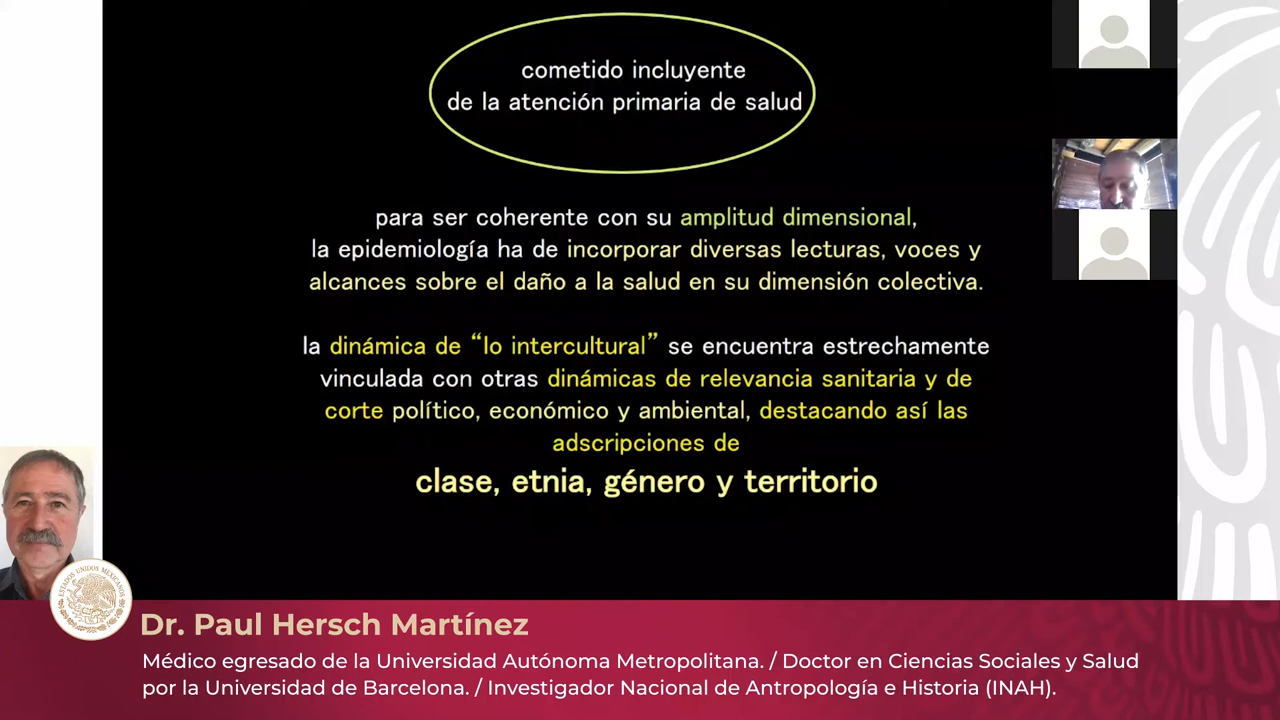 cometido incluyente
de la atención primaria de salud
para ser coherente con su amplitud dimensional,
la epidemiología ha de incorporar diversas lecturas, voces y
alcances sobre el daño a la salud en su dimensión colectiva.
la dinámica de “lo intercultural” se encuentra estrechamente
vinculada con otras dinámicas de relevancia sanitaria y de
corte político, económico y ambiental, destacando así las
adscripciones de
clase, etnia, género y territorio
ESTADOS UNIDOS MEXICANOS
Dr. Paul Hersch Martínez
Médico egresado de la Universidad Autónoma Metropolitana. / Doctor en Ciencias Sociales y Salud
por la Universidad de Barcelona. / Investigador Nacional de Antropología e Historia (INAH).